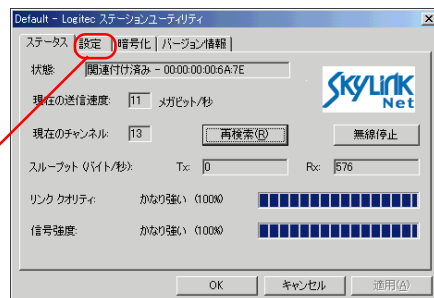 Default - Logitec ステーションユーティリティ
ステータス 設定 暗号化 バージョン情報
状態: 関連付け済み - 00:00:00:00:6A:7E
SKYLINK
Net
現在の送信速度: 11 メガビット/秒
現在のチャンネル: 13 再検索(R) 無線停止
スループット (バイト/秒): Tx: 0 Rx: 576
リンク クオリティ: かなり強い (100%)
信号強度: かなり強い (100%)
OK キャンセル 適用(A)